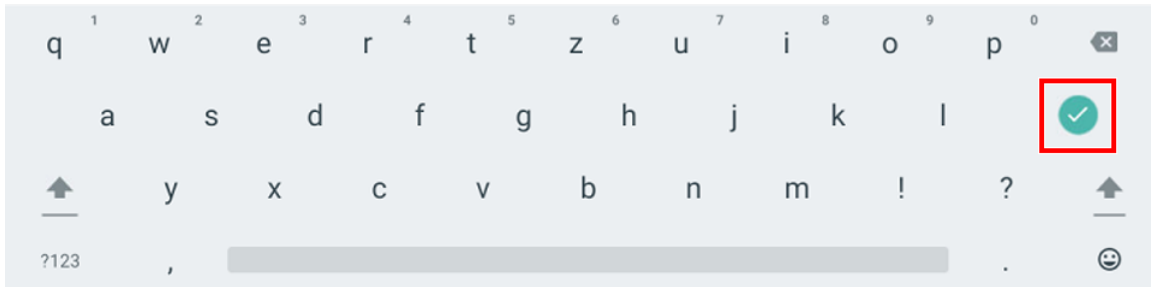 1 2 3 4 5 6 7 8 9 0
q w e r t z u i o p
a s d f g h j k l
y x c v b n m ! ?
?123 , .